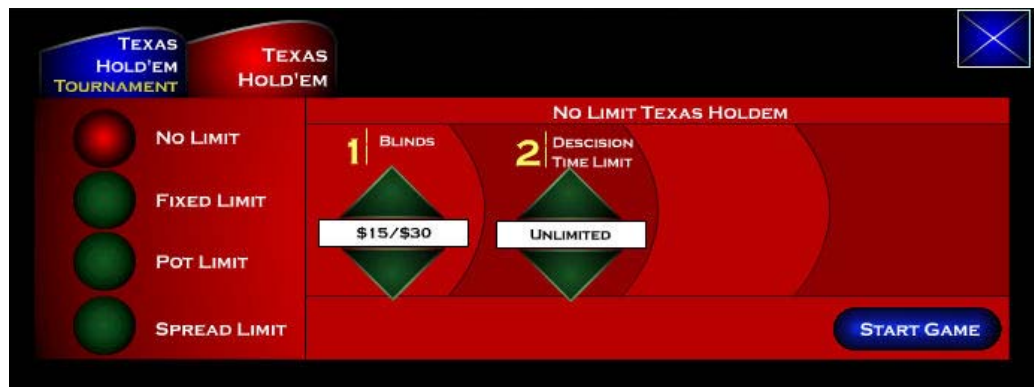 Texas
Hold'em
Tournament
Texas
Hold'em
No Limit
Fixed Limit
Pot Limit
Spread Limit
No Limit Texas Holdem
1 Blinds
$15/$30
2 Descision
Time Limit
Unlimited
Start Game